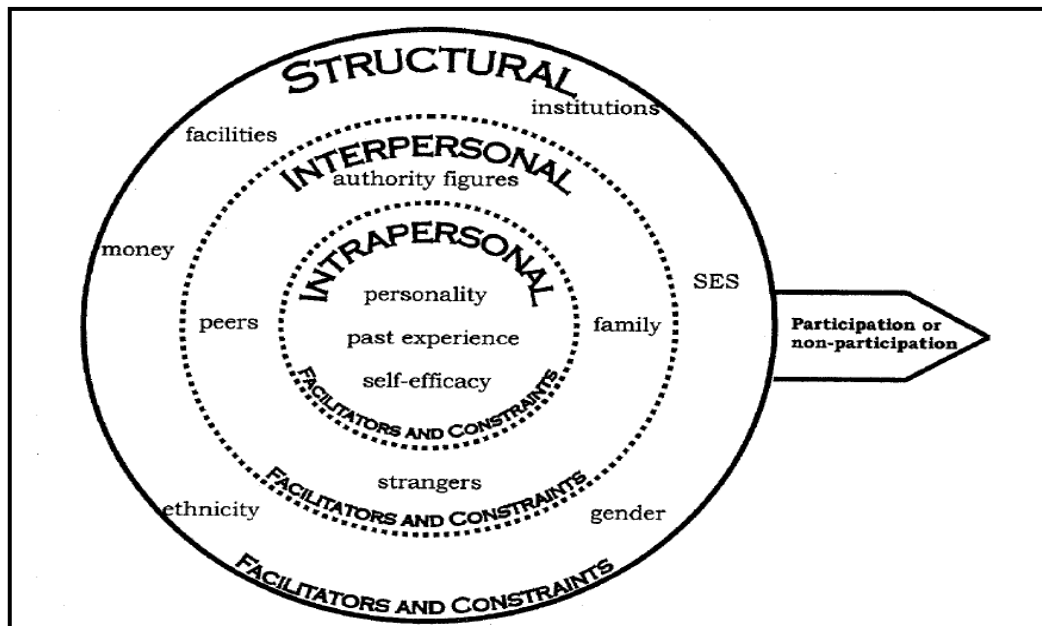 STRUCTURAL
institutions
facilities
INTERPERSONAL
authority figures
INTRAPERSONAL
money
SES
personality
peers
family
Participation or
non-participation
past experience
self-efficacy
FACILITATORS AND CONSTRAINTS
strangers
FACILITATORS AND CONSTRAINTS
ethnicity
gender
FACILITATORS AND CONSTRAINTS